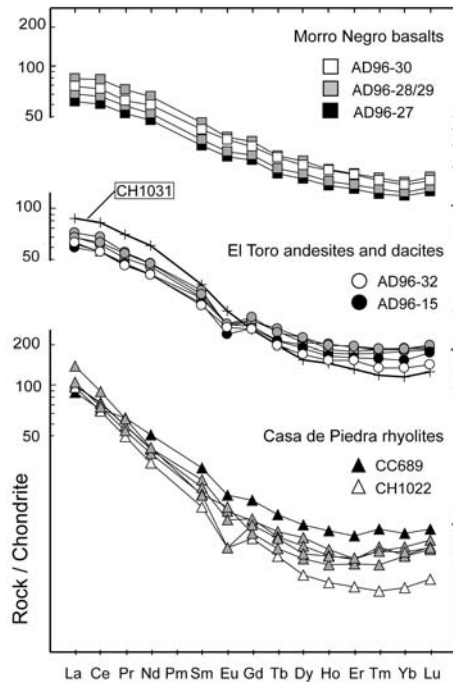 200
Morro Negro basalts
100
AD96-30
AD96-28/29
50
AD96-27
CH1031
100
El Toro andesites and dacites
50
AD96-32
AD96-15
200
100
Casa de Piedra rhyolites
50
CC689
CH1022
Rock / Chondrite
La Ce Pr Nd Pm Sm Eu Gd Tb Dy Ho Er Tm Yb Lu